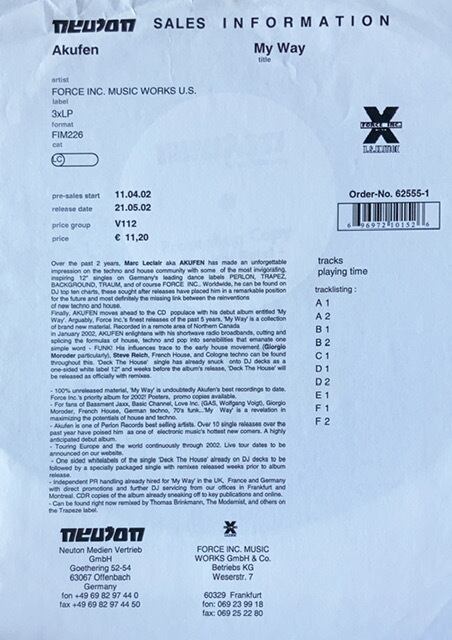 neuton SALES INFORMATION
Akufen My Way
title
artist
FORCE INC. MUSIC WORKS U.S.
label
3xLP
format
FIM226
cat
LC
X
FORCE INC.
U.S. EDITION
pre-sales start 11.04.02
release date 21.05.02
price group V112
price € 11,20
Order-No. 62555-1
6 96972 10152 6
Over the past 2 years, Marc Leclair aka AKUFEN has made an unforgettable
impression on the techno and house community with some of the most invigorating,
inspiring 12" singles on Germany's leading dance labels PERLON, TRAPEZ,
BACKGROUND, TRAUM, and of course FORCE INC.. Worldwide, he can be found on
DJ top ten charts, these sought after releases have placed him in a remarkable position
for the future and most definitely the missing link between the reinventions
of new techno and house.
Finally, AKUFEN moves ahead to the CD populace with his debut album entitled 'My
Way'. Arguably, Force Inc.'s finest releases of the past 5 years, 'My Way' is a collection
of brand new material. Recorded in a remote area of Northern Canada
in January 2002, AKUFEN enlightens with his shortwave radio broadbands, cutting and
splicing the formulas of house, techno and pop into sensibilities that emanate one
simple word - FUNK! His influences trace to the early house movement. (Giorgio
Moroder particularly), Steve Reich, French House, and Cologne techno can be found
throughout this. 'Deck The House' single has already snuck onto DJ decks as a
one-sided white label 12" and weeks before the album's release, 'Deck The House' will
be released as officially with remixes.
- 100% unreleased material, 'My Way' is undoubtedly Akufen's best recordings to date.
Force Inc.'s priority album for 2002! Posters, promo copies available.
- For fans of Bassment Jaxx, Basic Channel, Love Inc. (GAS, Wolfgang Voigt), Giorgio
Moroder, French House, German techno, 70's funk...'My Way' is a revelation in
maximizing the potentials of house and techno.
- Akufen is one of Perlon Records best selling artists. Over 10 single releases over the
past year have poised him as one of electronic music's hottest new comers. A highly
anticipated debut album.
- Touring Europe and the world continuously through 2002. Live tour dates to be
announced on our website.
- One sided whitelabels of the single 'Deck The House' already on DJ decks to be
followed by a specially packaged single with remixes released weeks prior to album
release.
- Independent PR handling already hired for 'My Way' in the UK, France and Germany
with direct promotions and further DJ servicing from our offices in Frankfurt and
Montreal. CDR copies of the album already sneaking off to key publications and online.
- Can be found right now remixed by Thomas Brinkmann, The Modernist, and others on
the Trapeze label.
tracks
playing time
tracklisting :
A 1
A 2
B 1
B 2
C 1
D 1
D 2
E 1
F 1
F 2
neuton
Neuton Medien Vertrieb
GmbH
Goethering 52-54
63067 Offenbach
Germany
fon +49 69 82 97 44 0
fax +49 69 82 97 44 50
X
FORCE INC. MUSIC
WORKS GmbH & Co.
Betriebs KG
Weserstr. 7
60329 Frankfurt
fon: 069 23 99 18
fax: 069 25 22 80